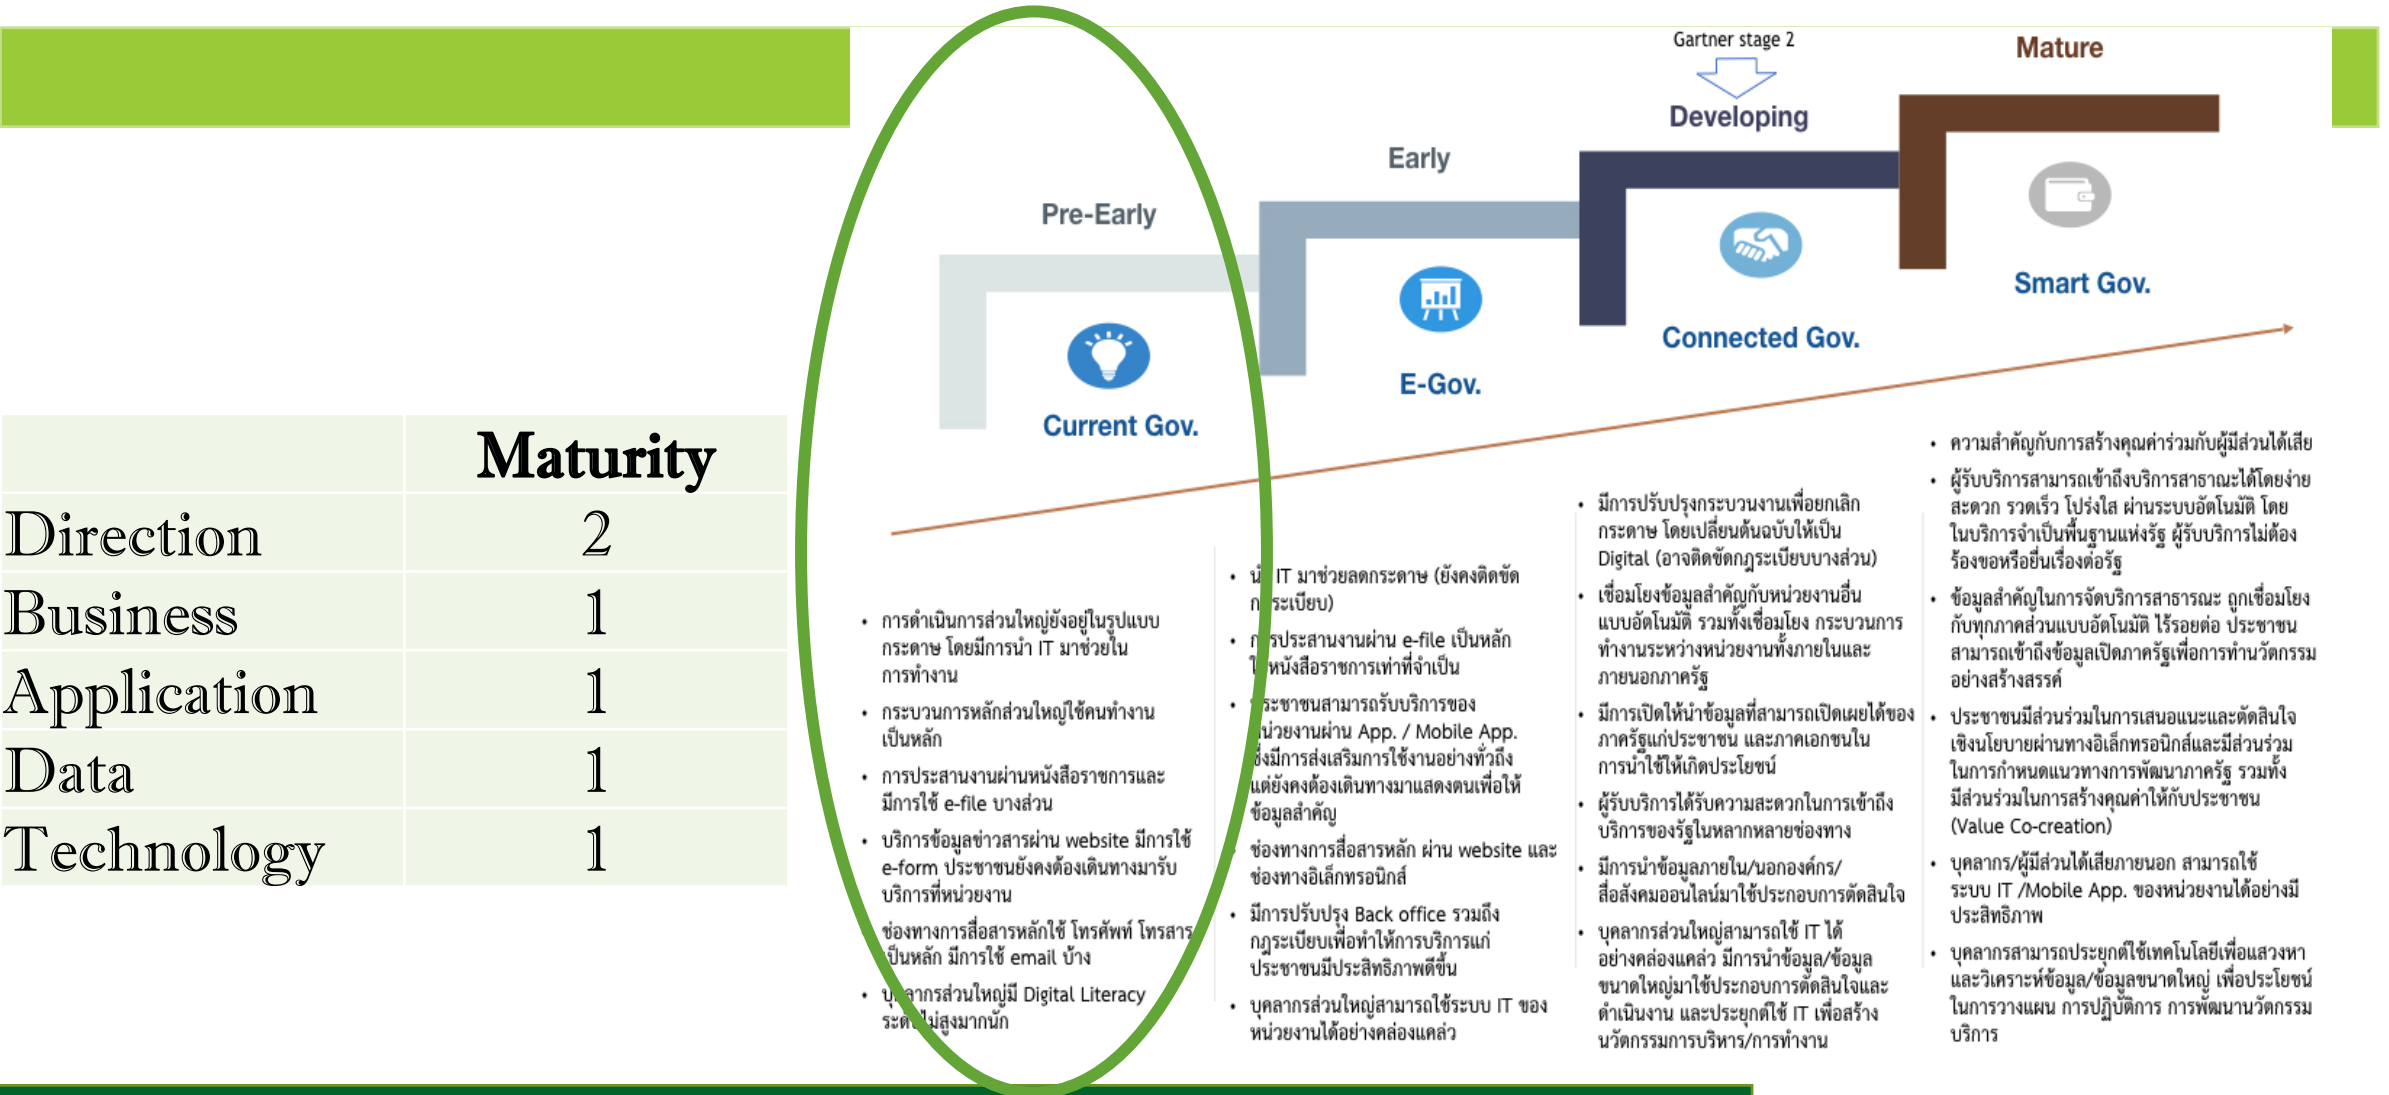 Maturity
Direction 2
Business 1
Application 1
Data 1
Technology 1
Pre-Early
Current Gov.
การดำเนินการส่วนใหญ่ยังอยู่ในรูปแบบ
กระดาษ โดยมีการนำ IT มาช่วยใน
การทำงาน
กระบวนการหลักส่วนใหญ่ใช้คนทำงาน
เป็นหลัก
การประสานงานผ่านหนังสือราชการและ
มีการใช้ e-file บางส่วน
บริการข้อมูลข่าวสารผ่าน website มีการใช้
e-form ประชาชนยังคงต้องเดินทางมารับ
บริการที่หน่วยงาน
ช่องทางการสื่อสารหลักใช้ โทรศัพท์ โทรสาร
เป็นหลัก มีการใช้ email บ้าง
บุคลากรส่วนใหญ่มี Digital Literacy
ระดับไม่สูงมากนัก
Early
E-Gov.
IT มาช่วยลดกระดาษ (ยังคงติดขัด
กฎระเบียบ)
การประสานงานผ่าน e-file เป็นหลัก
ใช้หนังสือราชการเท่าที่จำเป็น
ประชาชนสามารถรับบริการของ
หน่วยงานผ่าน App. / Mobile App.
ซึ่งมีการส่งเสริมการใช้งานอย่างทั่วถึง
แต่ยังคงต้องเดินทางมาแสดงตนเพื่อให้
ข้อมูลสำคัญ
ช่องทางการสื่อสารหลัก ผ่าน website และ
ช่องทางอิเล็กทรอนิกส์
มีการปรับปรุง Back office รวมถึง
กฎระเบียบเพื่อทำให้การบริการแก่
ประชาชนมีประสิทธิภาพดีขึ้น
บุคลากรส่วนใหญ่สามารถใช้ระบบ IT ของ
หน่วยงานได้อย่างคล่องแคล่ว
Gartner stage 2
Developing
Connected Gov.
มีการปรับปรุงกระบวนงานเพื่อยกเลิก
กระดาษ โดยเปลี่ยนต้นฉบับให้เป็น
Digital (อาจติดขัดกฎระเบียบบางส่วน)
เชื่อมโยงข้อมูลสำคัญกับหน่วยงานอื่น
แบบอัตโนมัติ รวมทั้งเชื่อมโยง กระบวนการ
ทำงานระหว่างหน่วยงานทั้งภายในและ
ภายนอกภาครัฐ
มีการเปิดให้นำข้อมูลที่สามารถเปิดเผยได้ของ
ภาครัฐแก่ประชาชน และภาคเอกชนใน
การนำใช้ให้เกิดประโยชน์
ผู้รับบริการได้รับความสะดวกในการเข้าถึง
บริการของรัฐในหลากหลายช่องทาง
มีการนำข้อมูลภายใน/นอกองค์กร/
สื่อสังคมออนไลน์มาใช้ประกอบการตัดสินใจ
บุคลากรส่วนใหญ่สามารถใช้ IT ได้
อย่างคล่องแคล่ว มีการนำข้อมูล/ข้อมูล
ขนาดใหญ่มาใช้ประกอบการตัดสินใจและ
ดำเนินงาน และประยุกต์ใช้ IT เพื่อสร้าง
นวัตกรรมการบริหาร/การทำงาน
Mature
Smart Gov.
ความสำคัญกับการสร้างคุณค่าร่วมกับผู้มีส่วนได้เสีย
ผู้รับบริการสามารถเข้าถึงบริการสาธาณะได้โดยง่าย
สะดวก รวดเร็ว โปร่งใส ผ่านระบบอัตโนมัติ โดย
ในบริการจำเป็นพื้นฐานแห่งรัฐ ผู้รับบริการไม่ต้อง
ร้องขอหรือยื่นเรื่องต่อรัฐ
ข้อมูลสำคัญในการจัดบริการสาธารณะ ถูกเชื่อมโยง
กับทุกภาคส่วนแบบอัตโนมัติ ไร้รอยต่อ ประชาชน
สามารถเข้าถึงข้อมูลเปิดภาครัฐเพื่อการทำนวัตกรรม
อย่างสร้างสรรค์
ประชาชนมีส่วนร่วมในการเสนอแนะและตัดสินใจ
เชิงนโยบายผ่านทางอิเล็กทรอนิกส์และมีส่วนร่วม
ในการกำหนดแนวทางการพัฒนาภาครัฐ รวมทั้ง
มีส่วนร่วมในการสร้างคุณค่าให้กับประชาชน
(Value Co-creation)
บุคลากร/ผู้มีส่วนได้เสียภายนอก สามารถใช้
ระบบ IT /Mobile App. ของหน่วยงานได้อย่างมี
ประสิทธิภาพ
บุคลากรสามารถประยุกต์ใช้เทคโนโลยีเพื่อแสวงหา
และวิเคราะห์ข้อมูล/ข้อมูลขนาดใหญ่ เพื่อประโยชน์
ในการวางแผน การปฏิบัติการ การพัฒนานวัตกรรม
บริการ